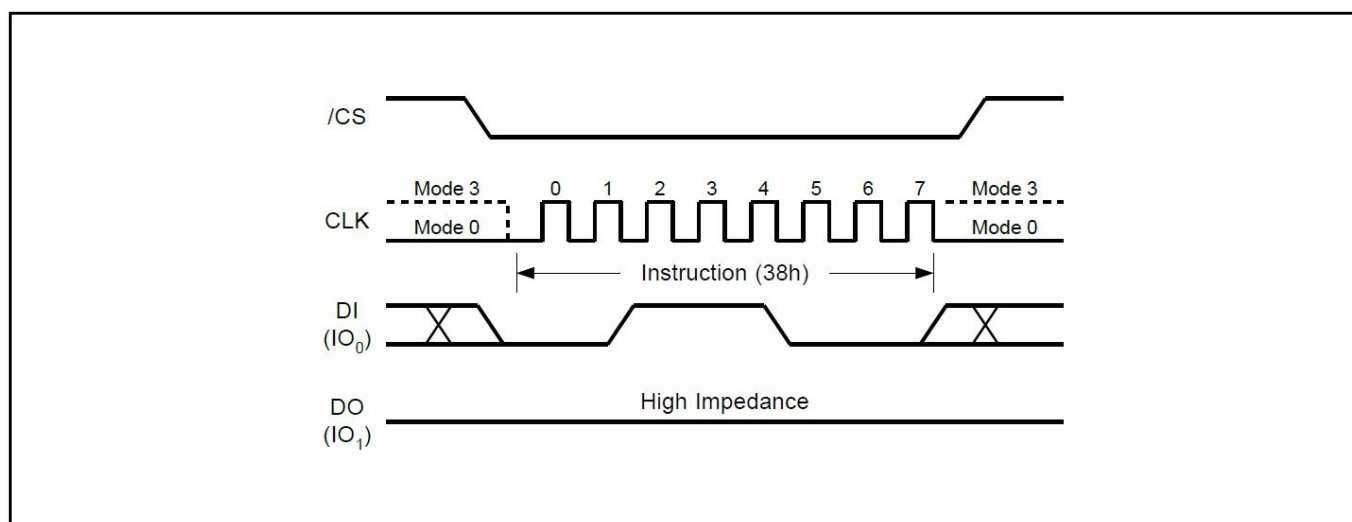 /CS
Mode 3 0 1 2 3 4 5 6 7 Mode 3
CLK
Mode 0 Mode 0
Instruction (38h)
DI
(IO₀)
High Impedance
DO
(IO₁)